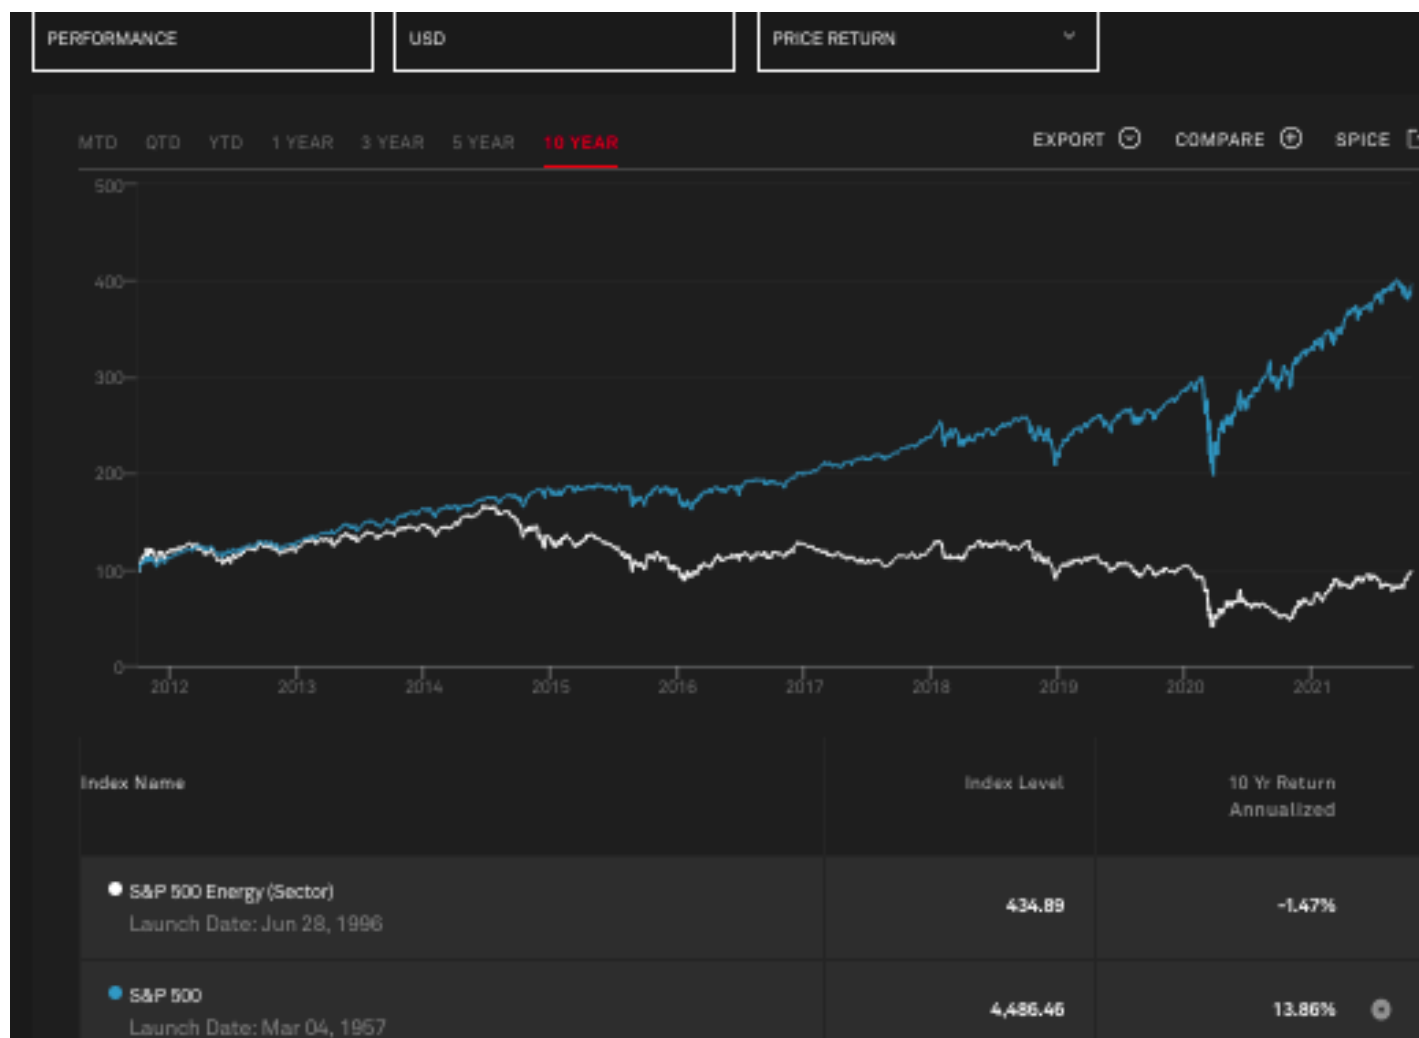 PERFORMANCE USD PRICE RETURN
MTD QTD YTD 1 YEAR 3 YEAR 5 YEAR 10 YEAR EXPORT COMPARE SPICE
500
400
300
200
100
0
2012 2013 2014 2015 2016 2017 2018 2019 2020 2021
Index Name Index Level 10 Yr Return
Annualized
S&P 500 Energy (Sector) 434.89 -1.47%
Launch Date: Jun 28, 1996
S&P 500 4,486.46 13.86%
Launch Date: Mar 04, 1957